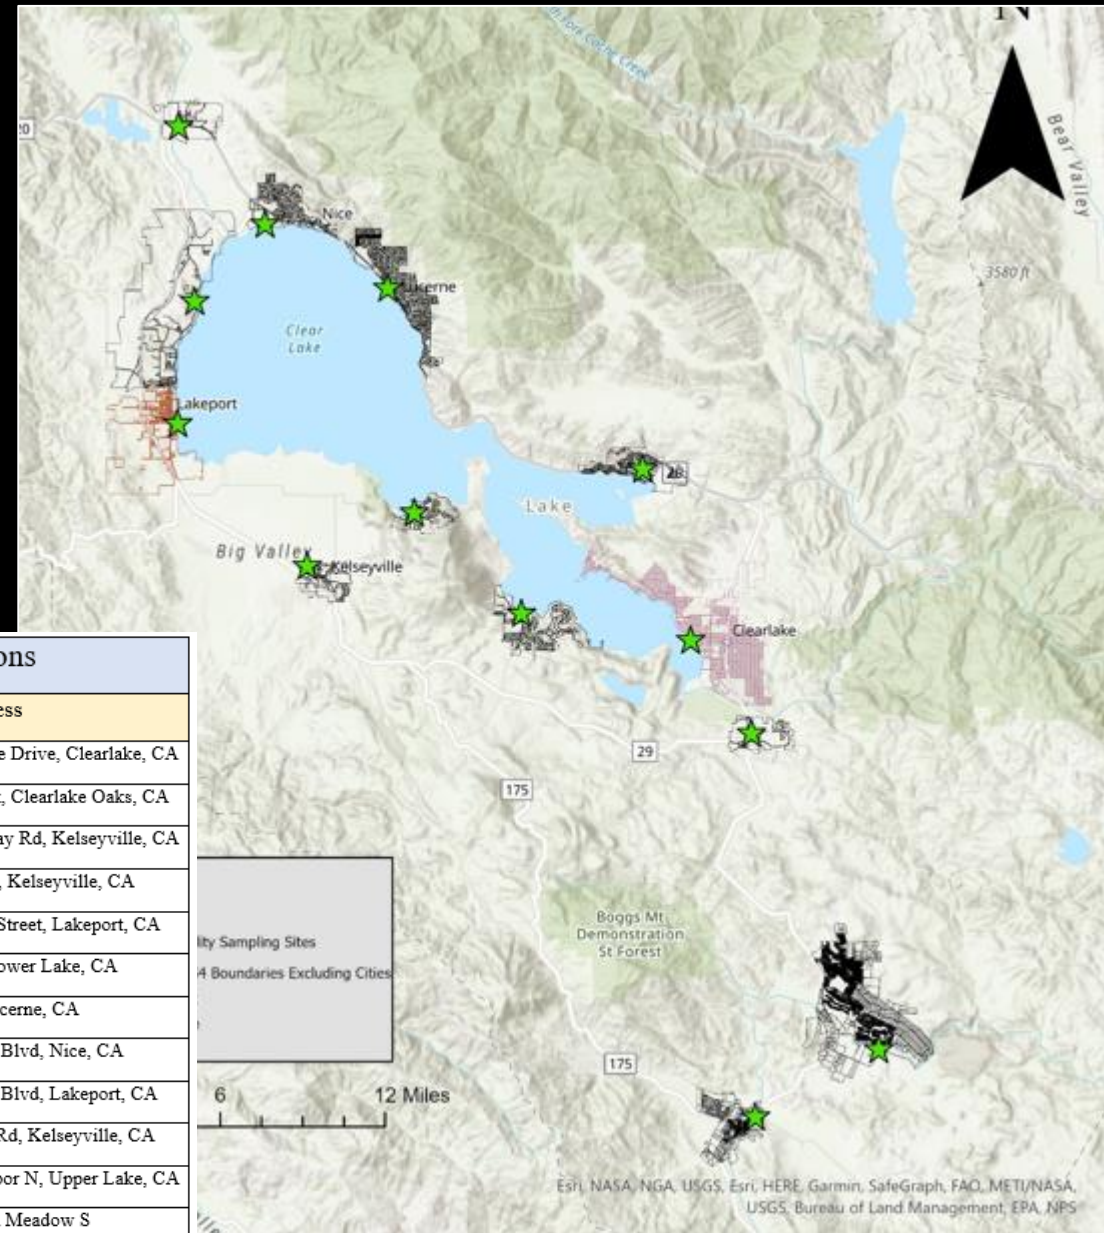 N
20
Bear Valley
Nice
3580 ft
Lucerne
Clear
Lake
Lakeport
20
Lake
Big Valley
Kelseyville
Clearlake
29
175
Boggs Mt
Demonstration
St Forest
175
ons
ess
e Drive, Clearlake, CA
, Clearlake Oaks, CA
ay Rd, Kelseyville, CA
, Kelseyville, CA
Street, Lakeport, CA
ower Lake, CA
cerne, CA
Blvd, Nice, CA
Blvd, Lakeport, CA
Rd, Kelseyville, CA
oor N, Upper Lake, CA
Meadow S
lity Sampling Sites
4 Boundaries Excluding Cities
6 12 Miles
Esri, NASA, NGA, USGS, Esri, HERE, Garmin, SafeGraph, FAO, METI/NASA,
USGS, Bureau of Land Management, EPA, NPS